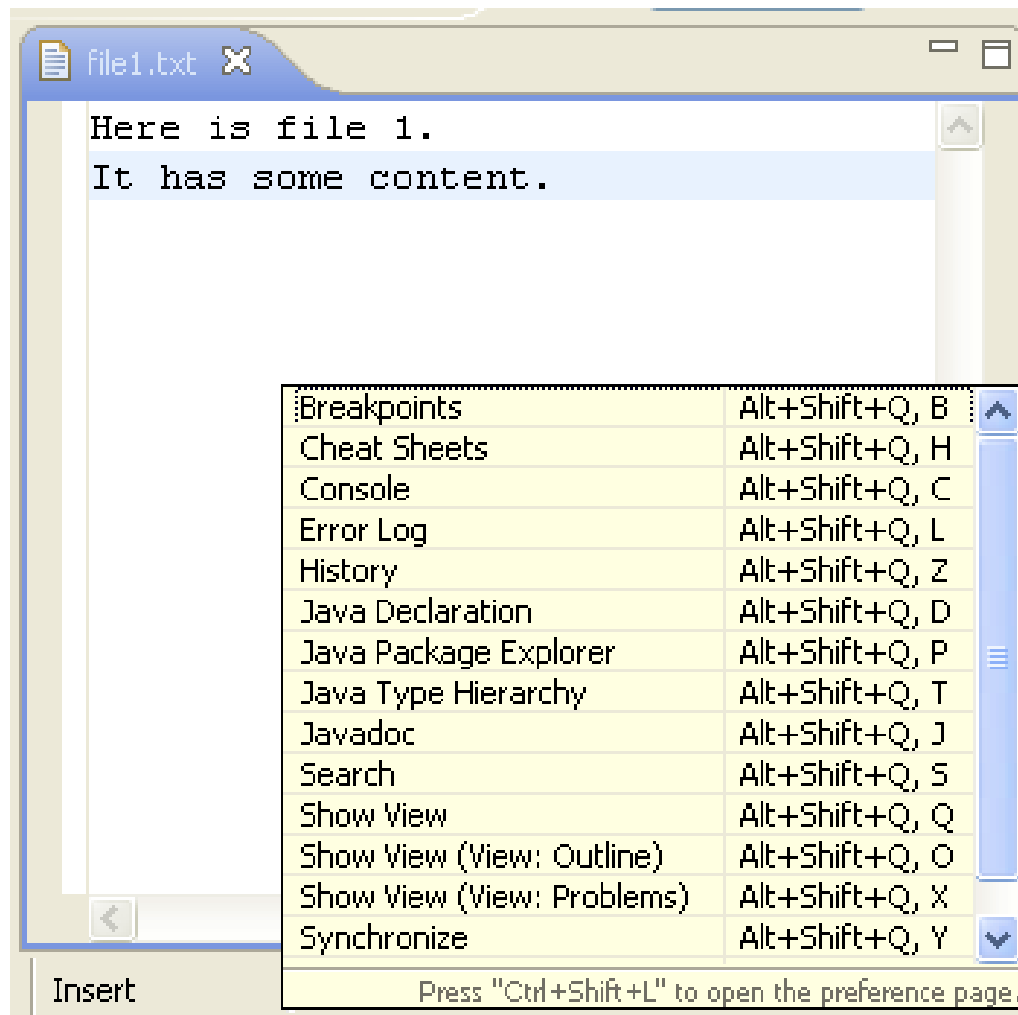 file1.txt
Here is file 1.
It has some content.
Breakpoints Alt+Shift+Q, B
Cheat Sheets Alt+Shift+Q, H
Console Alt+Shift+Q, C
Error Log Alt+Shift+Q, L
History Alt+Shift+Q, Z
Java Declaration Alt+Shift+Q, D
Java Package Explorer Alt+Shift+Q, P
Java Type Hierarchy Alt+Shift+Q, T
Javadoc Alt+Shift+Q, J
Search Alt+Shift+Q, S
Show View Alt+Shift+Q, Q
Show View (View: Outline) Alt+Shift+Q, O
Show View (View: Problems) Alt+Shift+Q, X
Synchronize Alt+Shift+Q, Y
Insert
Press "Ctrl+Shift+L" to open the preference page.